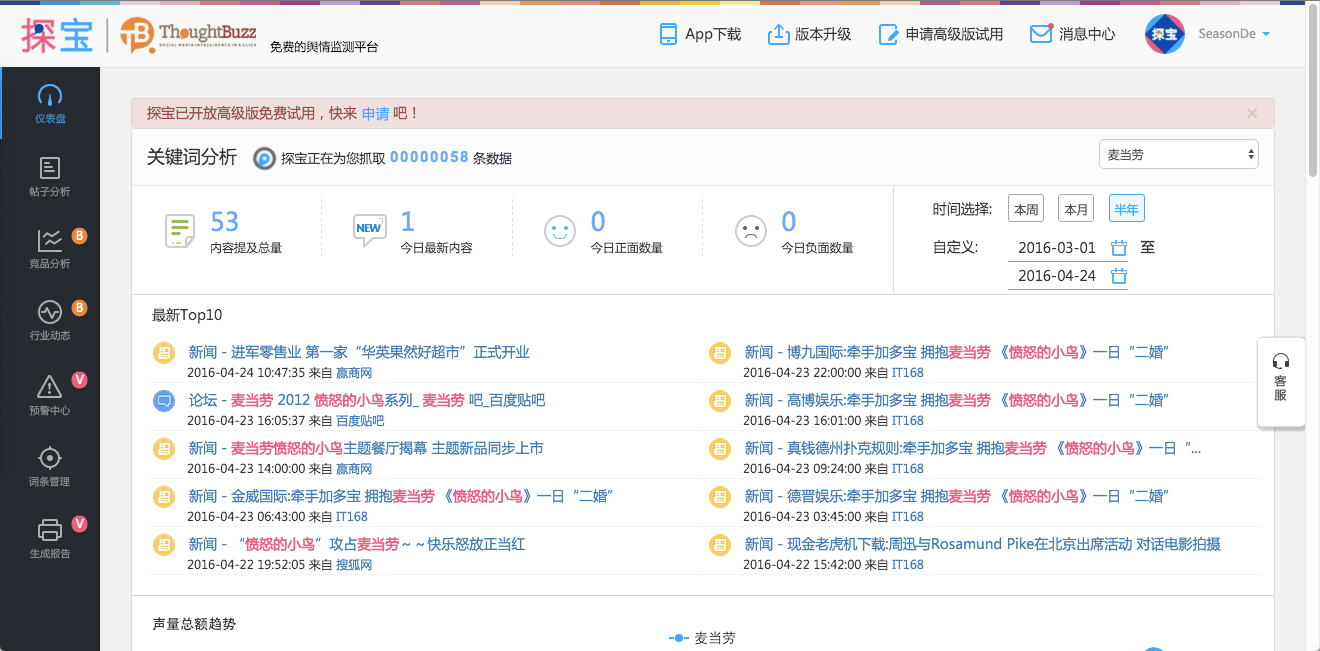 探宝
ThoughtBuzz
SOCIAL MEDIA INTELLIGENCE IN A CLICK
免费的舆情监测平台
App下载
版本升级
申请高级版试用
消息中心
探宝
SeasonDe
仪表盘
帖子分析
竞品分析
B
行业动态
B
预警中心
V
词条管理
生成报告
V
探宝已开放高级版免费试用，快来 申请 吧！
×
关键词分析
探宝正在为您抓取 00000058 条数据
麦当劳
53
内容提及总量
NEW
1
今日最新内容
0
今日正面数量
0
今日负面数量
时间选择:
本周
本月
半年
自定义:
2016-03-01
至
2016-04-24
最新Top10
新闻 - 进军零售业 第一家“华英果然好超市”正式开业
2016-04-24 10:47:35 来自 赢商网
新闻 - 博九国际:牵手加多宝 拥抱麦当劳 《愤怒的小鸟》一日“二婚”
2016-04-23 22:00:00 来自 IT168
论坛 - 麦当劳 2012 愤怒的小鸟系列_ 麦当劳 吧_百度贴吧
2016-04-23 16:05:37 来自 百度贴吧
新闻 - 高博娱乐:牵手加多宝 拥抱麦当劳 《愤怒的小鸟》一日“二婚”
2016-04-23 16:01:00 来自 IT168
新闻 - 麦当劳愤怒的小鸟主题餐厅揭幕 主题新品同步上市
2016-04-23 14:00:00 来自 赢商网
新闻 - 真钱德州扑克规则:牵手加多宝 拥抱麦当劳 《愤怒的小鸟》一日“...
2016-04-23 09:24:00 来自 IT168
新闻 - 金威国际:牵手加多宝 拥抱麦当劳 《愤怒的小鸟》一日“二婚”
2016-04-23 06:43:00 来自 IT168
新闻 - 德晋娱乐:牵手加多宝 拥抱麦当劳 《愤怒的小鸟》一日“二婚”
2016-04-23 03:45:00 来自 IT168
新闻 - “愤怒的小鸟”攻占麦当劳～～快乐怒放正当红
2016-04-22 19:52:05 来自 搜狐网
新闻 - 现金老虎机下载:周迅与Rosamund Pike在北京出席活动 对话电影拍摄
2016-04-22 15:42:00 来自 IT168
客服
声量总额趋势
麦当劳